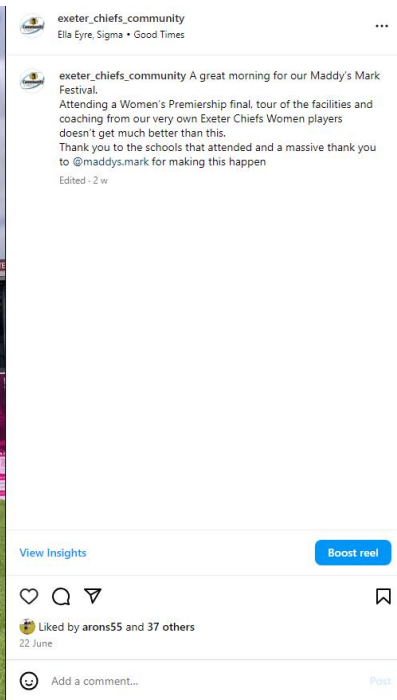 exeter_chiefs_community
Ella Eyre, Sigma • Good Times
exeter_chiefs_community A great morning for our Maddy's Mark
Festival.
Attending a Women's Premiership final, tour of the facilities and
coaching from our very own Exeter Chiefs Women players
doesn't get much better than this.
Thank you to the schools that attended and a massive thank you
to @maddys.mark for making this happen
Edited · 2 w
View Insights
Boost reel
Liked by arons55 and 37 others
22 June
Add a comment...
Post